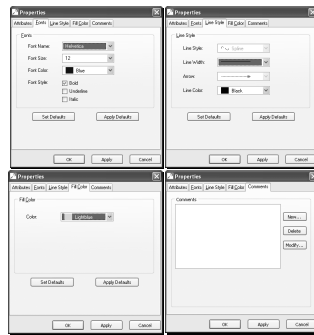 Properties
Attributes Fonts Line Style Fill Color Comments
Fonts
Font Name: Helvetica
Font Size: 12
Font Color: Blue
Font Style: Bold
Underline
Italic
Set Defaults Apply Defaults
OK Apply Cancel
Properties
Attributes Fonts Line Style Fill Color Comments
Line Style
Line Style: Spline
Line Width:
Arrow:
Line Color: Black
Set Defaults Apply Defaults
OK Apply Cancel
Properties
Attributes Fonts Line Style Fill Color Comments
Fill Color
Color: Lightblue
Set Defaults Apply Defaults
OK Apply Cancel
Properties
Attributes Fonts Line Style Fill Color Comments
Comments
New...
Delete
Modify...
OK Apply Cancel